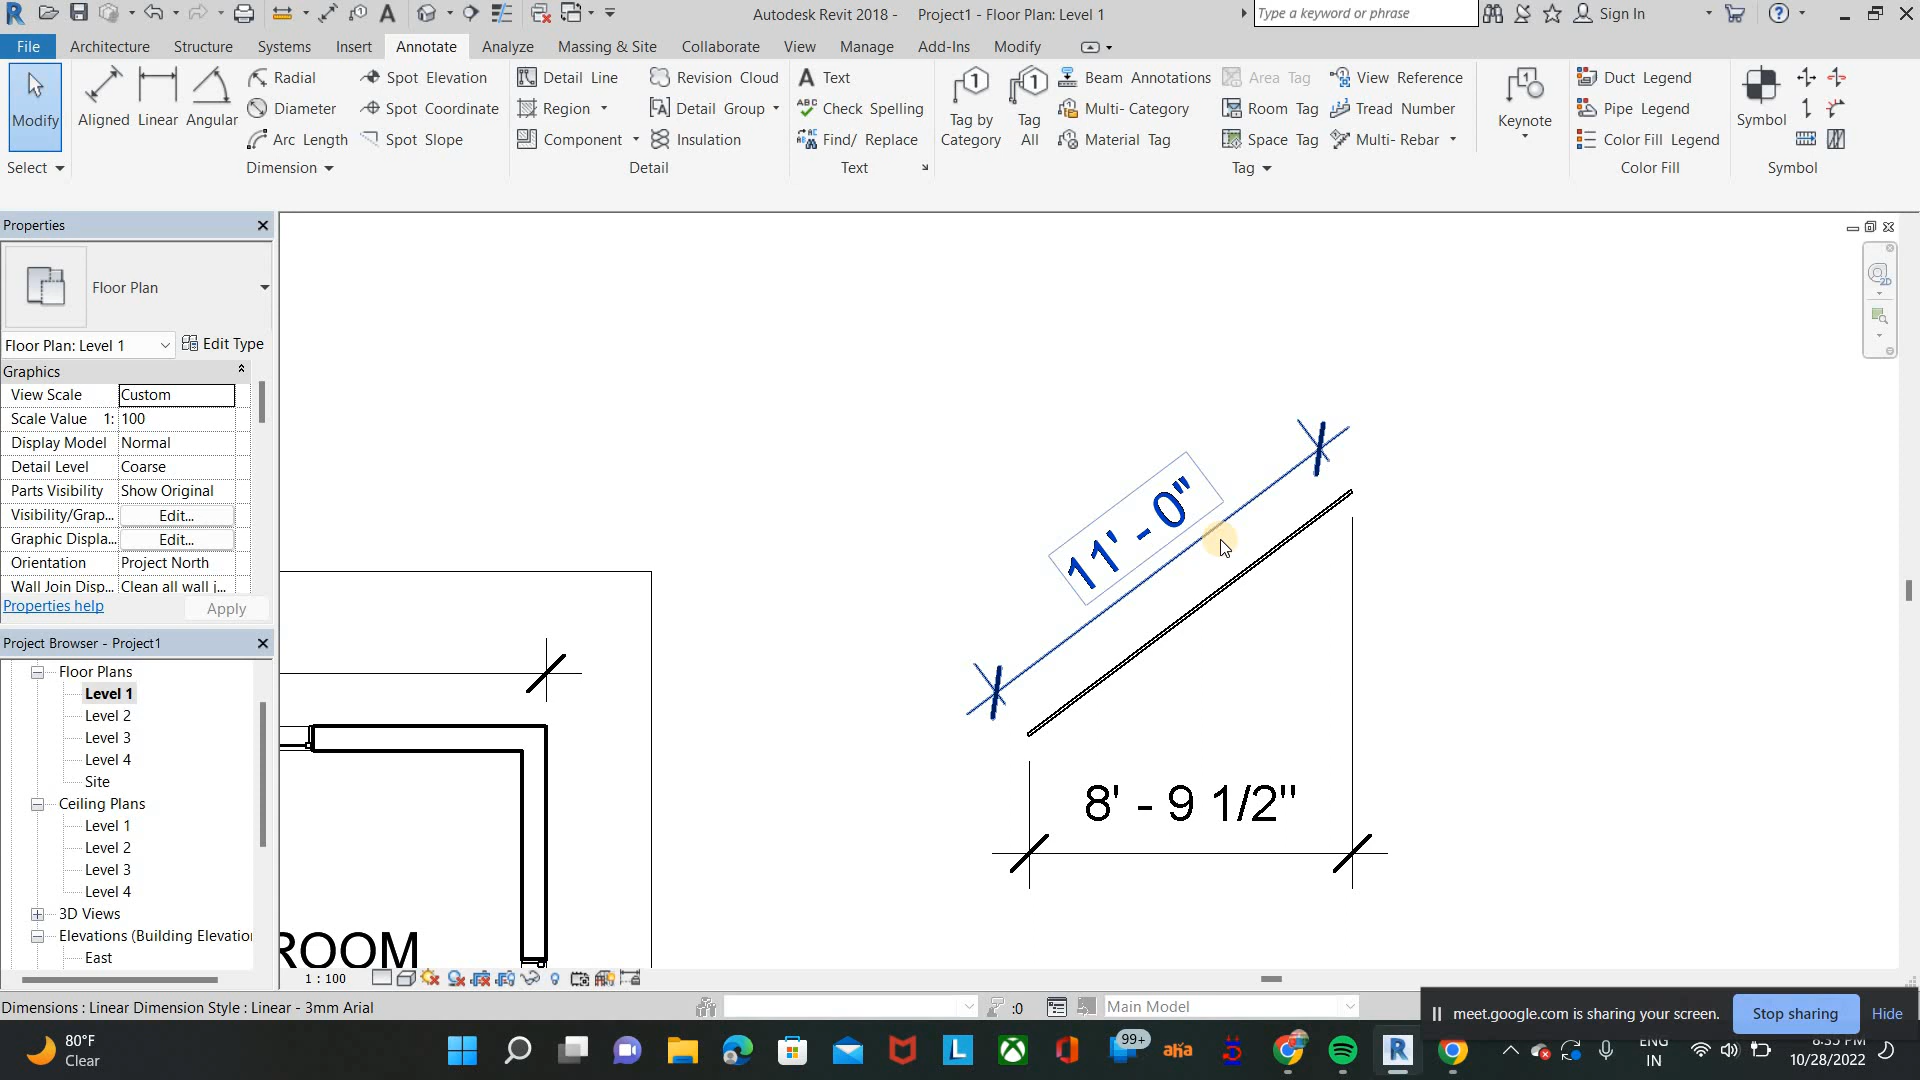 Autodesk Revit 2018 - Project1 - Floor Plan: Level 1
Type a keyword or phrase
Sign In
File Architecture Structure Systems Insert Annotate Analyze Massing & Site Collaborate View Manage Add-Ins Modify
Modify
Select
Aligned Linear Angular
Radial
Diameter
Arc Length
Spot Elevation
Spot Coordinate
Spot Slope
Dimension
Detail Line
Region
Component
Revision Cloud
Detail Group
Insulation
Detail
A Text
ABC Check Spelling
Find/ Replace
Text
Tag by Category
Tag All
Beam Annotations
Multi- Category
Material Tag
Area Tag
Room Tag
Space Tag
View Reference
Tread Number
Multi- Rebar
Tag
Keynote
Duct Legend
Pipe Legend
Color Fill Legend
Color Fill
Symbol
Symbol
Properties
Floor Plan
Floor Plan: Level 1 Edit Type
Graphics
View Scale Custom
Scale Value 1: 100
Display Model Normal
Detail Level Coarse
Parts Visibility Show Original
Visibility/Grap... Edit...
Graphic Displa... Edit...
Orientation Project North
Wall Join Disp... Clean all wall j...
Properties help Apply
Project Browser - Project1
Floor Plans
Level 1
Level 2
Level 3
Level 4
Site
Ceiling Plans
Level 1
Level 2
Level 3
Level 4
3D Views
Elevations (Building Elevatio
East
2D
11' - 0"
8' - 9 1/2"
ROOM
1 : 100
Dimensions : Linear Dimension Style : Linear - 3mm Arial
:0
Main Model
meet.google.com is sharing your screen. Stop sharing Hide
80°F
Clear
99+
aha
ENG
IN
8:35 PM
10/28/2022